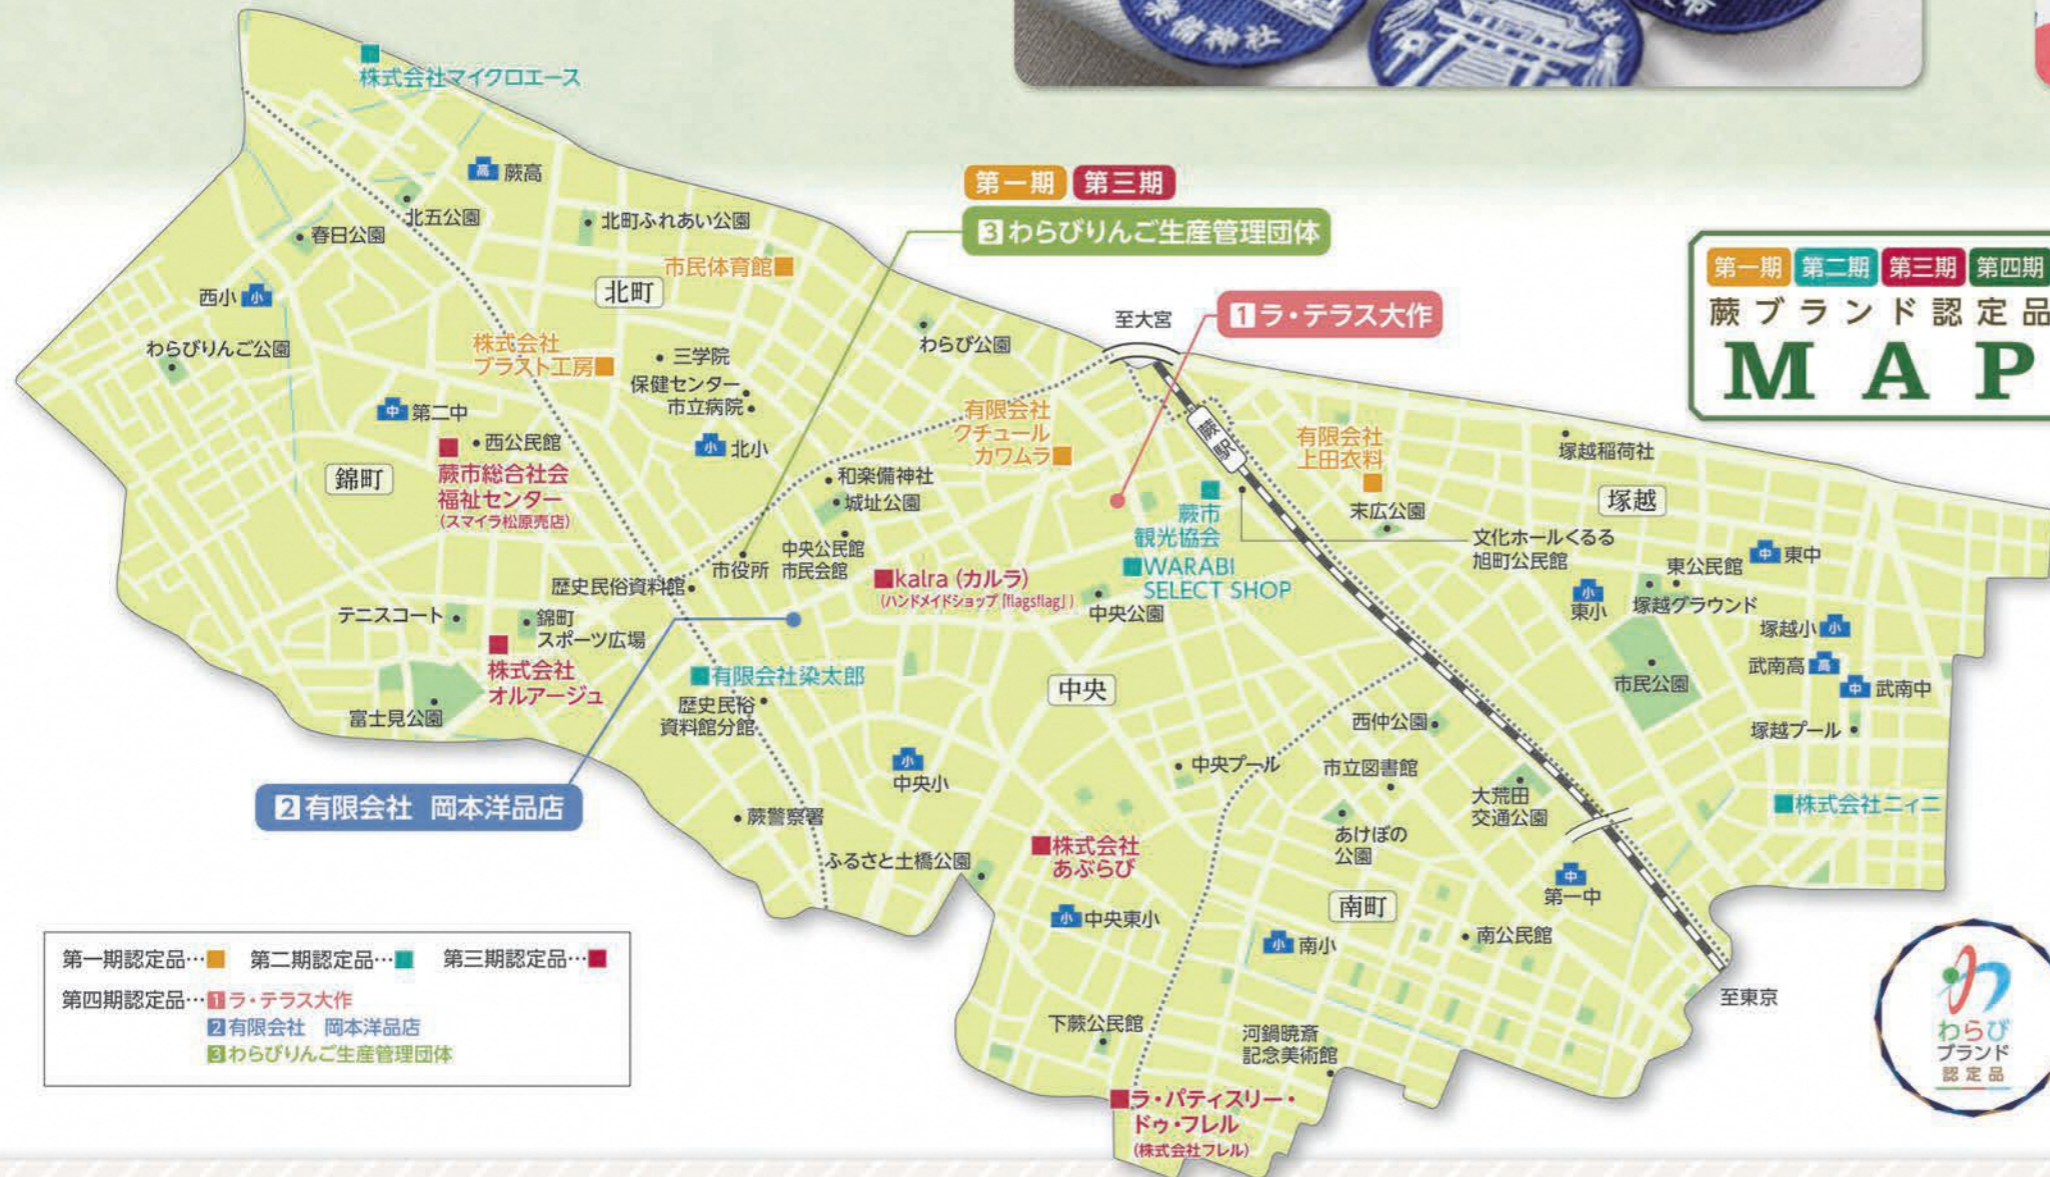 和楽備神社
株式会社マイクロエース
高 蕨高
北五公園
春日公園
北町ふれあい公園
市民体育館
北町
西小 小
わらびりんご公園
株式会社
プラスト工房
三学院
保健センター
市立病院
中 第二中
西公民館
小 北小
錦町
蕨市総合社会
福祉センター
(スマイラ松原売店)
第一期 第三期
3 わらびりんご生産管理団体
わらび公園
至大宮
1 ラ・テラス大作
第一期 第二期 第三期 第四期
蕨ブランド認定品
MAP
有限会社
クチュール
カワムラ
蕨駅
有限会社
上田衣料
塚越稲荷社
塚越
末広公園
和楽備神社
城址公園
中央公民館
市民会館
市役所
歴史民俗資料館
kalra (カルラ)
(ハンドメイドショップ「flagsflag」)
蕨市
観光協会
WARABI
SELECT SHOP
中央公園
文化ホールくるる
旭町公民館
東公民館
中 東中
小
東小
塚越グラウンド
塚越小 小
武南高 高
中 武南中
市民公園
塚越プール
テニスコート
錦町
スポーツ広場
株式会社
オルアージュ
富士見公園
有限会社染太郎
歴史民俗
資料館分館
中央
西仲公園
小
中央小
中央プール
市立図書館
大荒田
交通公園
株式会社ニィニ
2 有限会社 岡本洋品店
蕨警察署
ふるさと土橋公園
株式会社
あぶらび
あけぼの
公園
中
第一中
南町
小 中央東小
小 南小
南公民館
至東京
下蕨公民館
河鍋暁斎
記念美術館
ラ・パティスリー・
ドゥ・フレル
(株式会社フレル)
第一期認定品… 第二期認定品… 第三期認定品…
第四期認定品… 1 ラ・テラス大作
2 有限会社 岡本洋品店
3 わらびりんご生産管理団体
わらび
ブランド
認定品